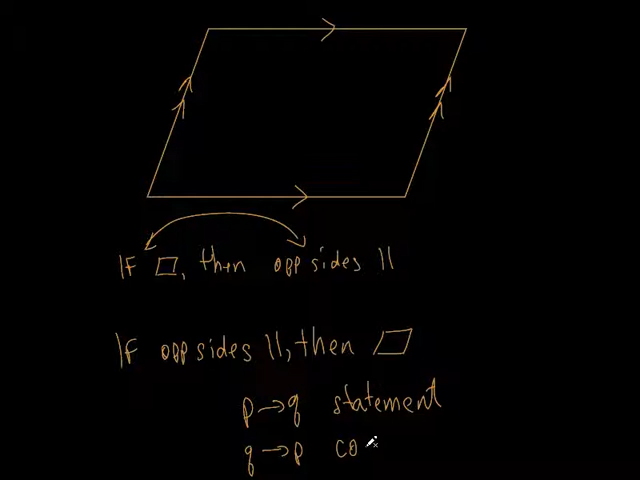 If ▱, then opp sides ||
If opp sides ||, then ▱
p → q statement
q → p co